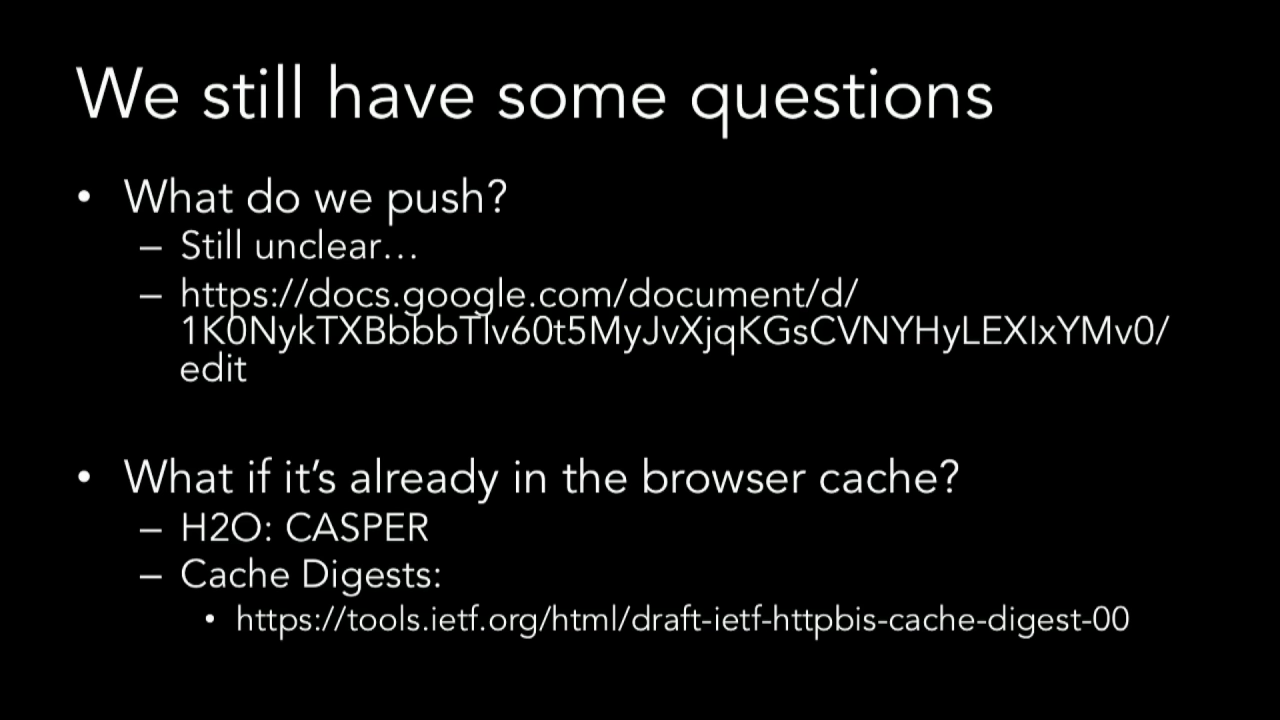 We still have some questions
• What do we push?
– Still unclear…
– https://docs.google.com/document/d/
1K0NykTXBbbbTlv60t5MyJvXjqKGsCVNYHyLEXIxYMv0/
edit
• What if it’s already in the browser cache?
– H2O: CASPER
– Cache Digests:
• https://tools.ietf.org/html/draft-ietf-httpbis-cache-digest-00